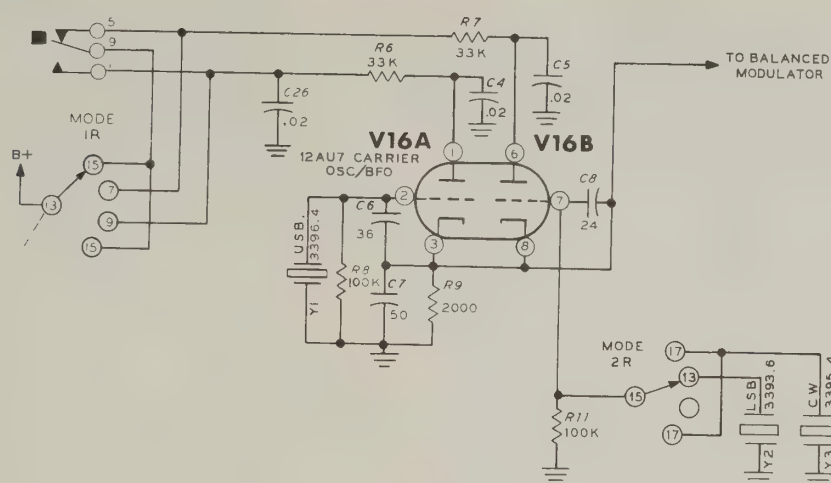 5
9
1
R7
33K
R6
33K
C26
.02
C4
.02
C5
.02
TO BALANCED
MODULATOR
MODE
1R
B+
15
13
7
9
15
V16A
V16B
12AU7 CARRIER
OSC/BFO
1
6
2
7
3
8
C8
24
USB.
3396.4
Y1
C6
36
R8
100K
C7
50
R9
2000
MODE
2R
17
13
15
17
R11
100K
LSB
3393.6
Y2
CW
Y3